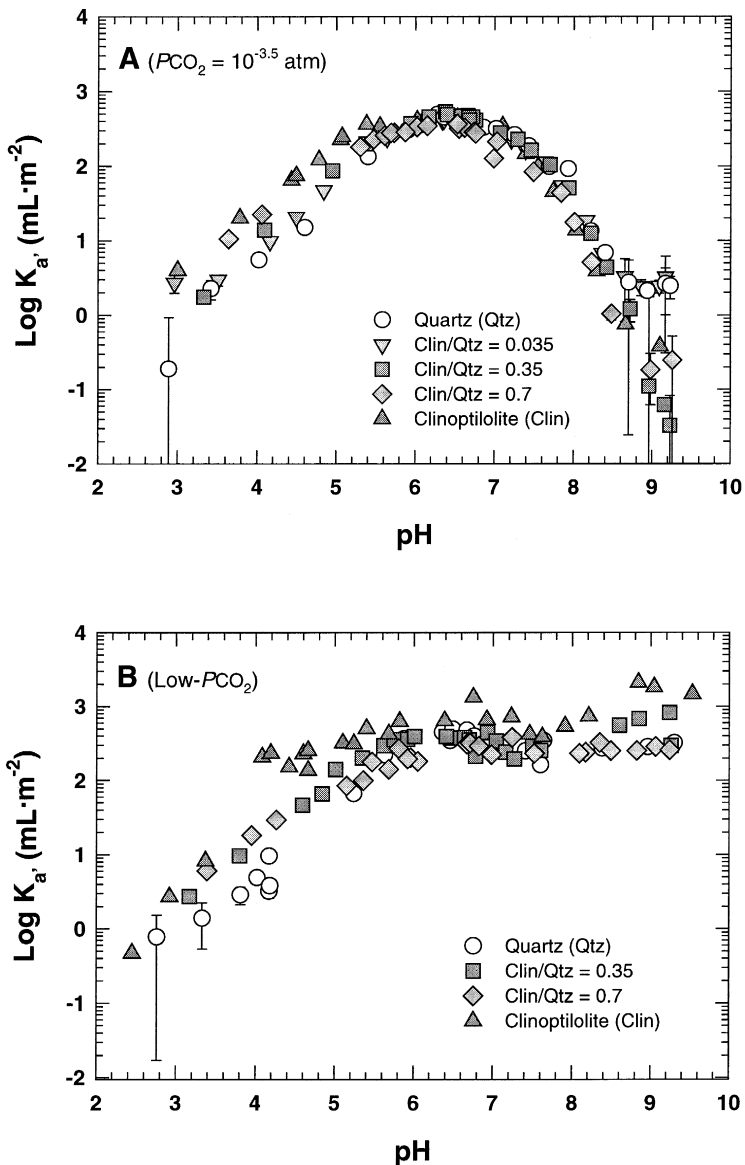 4
3
2
1
0
-1
-2
Log Kₐ, (mL·m⁻²)
A (PCO₂ = 10⁻³·⁵ atm)
Quartz (Qtz)
Clin/Qtz = 0.035
Clin/Qtz = 0.35
Clin/Qtz = 0.7
Clinoptilolite (Clin)
2 3 4 5 6 7 8 9 10
pH
4
3
2
1
0
-1
-2
Log Kₐ, (mL·m⁻²)
B (Low-PCO₂)
Quartz (Qtz)
Clin/Qtz = 0.35
Clin/Qtz = 0.7
Clinoptilolite (Clin)
2 3 4 5 6 7 8 9 10
pH